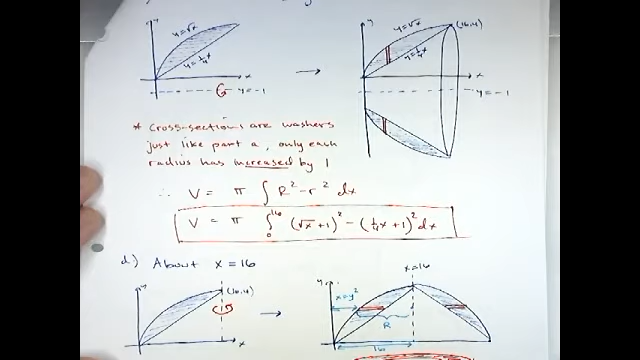 y
y = √x
y = ¼x
x
y = -1
y
y = √x
(16,4)
y = ¼x
x
y = -1
* Cross-sections are washers
just like part a, only each
radius has increased by 1
∴ V = π ∫ R² - r² dx
V = π ∫₀¹⁶ (√x + 1)² - (¼x + 1)² dx
d.) About x = 16
y
(16,4)
x
x = 16
y
x = y²
R
16
x